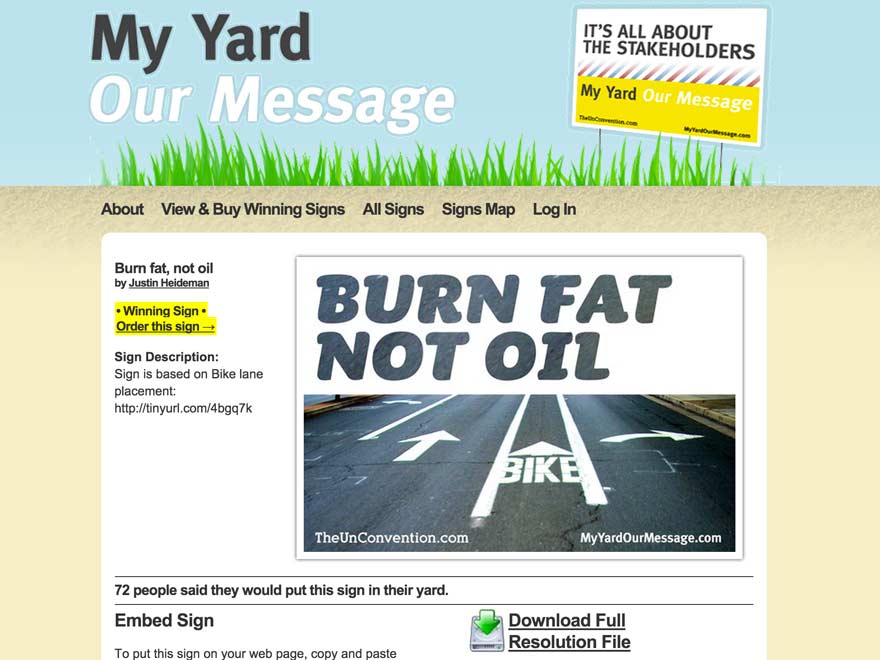 My Yard
Our Message
IT'S ALL ABOUT
THE STAKEHOLDERS
My Yard Our Message
TheUnConvention.com
MyYardOurMessage.com
About View & Buy Winning Signs All Signs Signs Map Log In
Burn fat, not oil
by Justin Heideman
• Winning Sign •
Order this sign →
Sign Description:
Sign is based on Bike lane
placement:
http://tinyurl.com/4bgq7k
BURN FAT
NOT OIL
BIKE
TheUnConvention.com
MyYardOurMessage.com
72 people said they would put this sign in their yard.
Embed Sign
To put this sign on your web page, copy and paste
Download Full
Resolution File